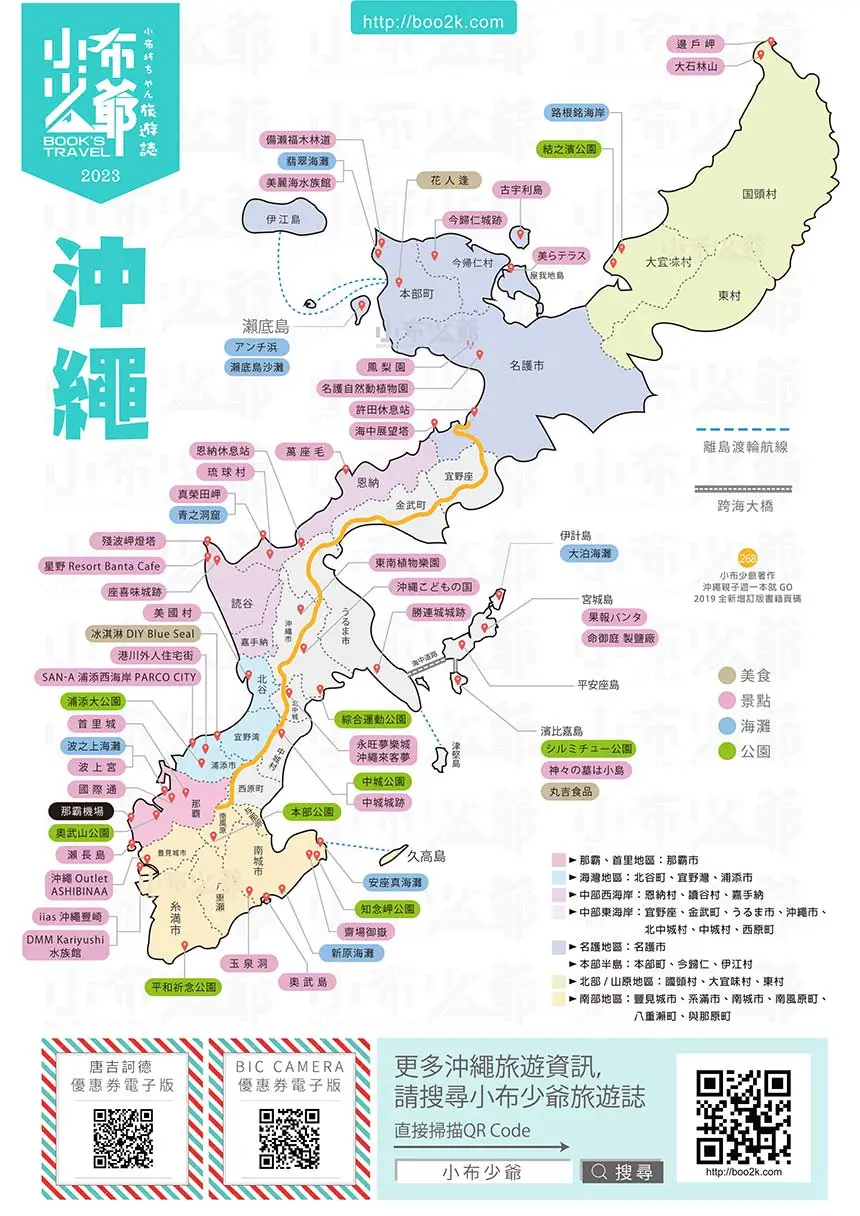 http://boo2k.com
小布少爺
小布坊ちゃん旅遊誌
BOOK'S
TRAVEL
2023
沖
繩
邊戶岬
大石林山
路根銘海岸
結之濱公園
備瀨福木林道
翡翠海灘
美麗海水族館
花人逢
古宇利島
今歸仁城跡
美らテラス
屋我地島
国頭村
大宜味村
東村
伊江島
今帰仁村
本部町
瀨底島
アンチ浜
瀨底島沙灘
名護市
鳳梨園
名護自然動植物園
許田休息站
海中展望塔
離島渡輪航線
跨海大橋
268
小布少爺著作
沖繩親子遊一本就 GO
2019 全新增訂版書籍頁碼
美食
景點
海灘
公園
恩納休息站
萬座毛
琉球村
真榮田岬
青之洞窟
恩納
宜野座
金武町
殘波岬燈塔
星野 Resort Banta Cafe
座喜味城跡
美國村
冰淇淋 DIY Blue Seal
港川外人住宅街
SAN-A 浦添西海岸 PARCO CITY
浦添大公園
首里城
波之上海灘
波上宮
國際通
那霸機場
奧武山公園
瀨長島
沖繩 Outlet
ASHIBINAA
iias 沖繩豐崎
DMM Kariyushi
水族館
読谷
嘉手納
沖縄市
うるま市
北谷
北中城
宜野湾
中城村
浦添市
西原町
那覇
南風原
豊見城市
南城市
八重瀬
糸満市
東南植物樂園
沖繩こどもの国
勝連城城跡
海中道路
伊計島
大泊海灘
宮城島
果報バンタ
命御庭 製鹽廠
平安座島
濱比嘉島
シルミチュー公園
神々の墓は小島
丸吉食品
津堅島
綜合運動公園
永旺夢樂城
沖繩來客夢
中城公園
中城城跡
本部公園
久高島
安座真海灘
知念岬公園
齋場御嶽
新原海灘
奧武島
玉泉洞
平和祈念公園
►那霸、首里地區：那霸市
►海灣地區：北谷町、宜野灣、浦添市
►中部西海岸：恩納村、讀谷村、嘉手納
►中部東海岸：宜野座、金武町、うるま市、沖繩市、
北中城村、中城村、西原町
►名護地區：名護市
►本部半島：本部町、今歸仁、伊江村
►北部 / 山原地區：國頭村、大宜味村、東村
►南部地區：豐見城市、系滿市、南城市、南風原町、
八重瀨町、與那原町
唐吉訶德
優惠券電子版
BIC CAMERA
優惠券電子版
更多沖繩旅遊資訊,
請搜尋小布少爺旅遊誌
直接掃描QR Code
小布少爺
搜尋
http://boo2k.com